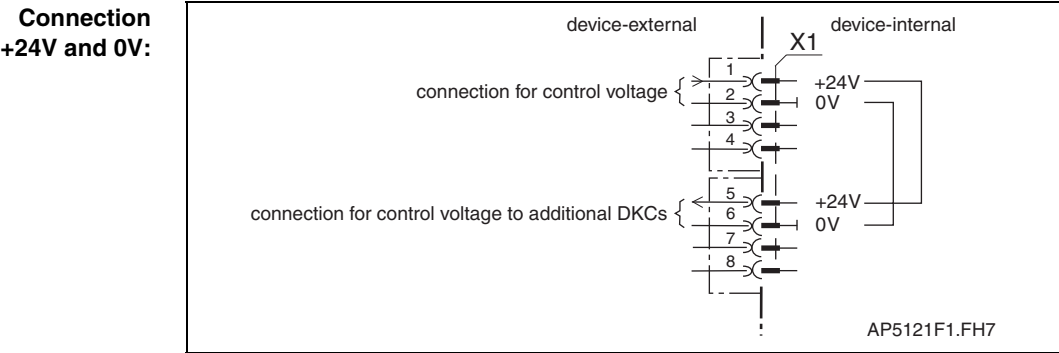 Connection
+24V and 0V:
device-external
device-internal
X1
1
+24V
connection for control voltage
2
0V
3
4
5
+24V
connection for control voltage to additional DKCs
6
0V
7
8
AP5121F1.FH7